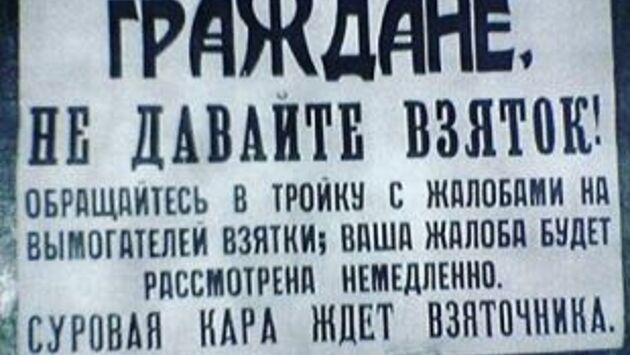 ГРАЖДАНЕ,
НЕ ДАВАЙТЕ ВЗЯТОК!
ОБРАЩАЙТЕСЬ В ТРОЙКУ С ЖАЛОБАМИ НА
ВЫМОГАТЕЛЕЙ ВЗЯТКИ; ВАША ЖАЛОБА БУДЕТ
РАССМОТРЕНА НЕМЕДЛЕННО.
СУРОВАЯ КАРА ЖДЕТ ВЗЯТОЧНИКА.